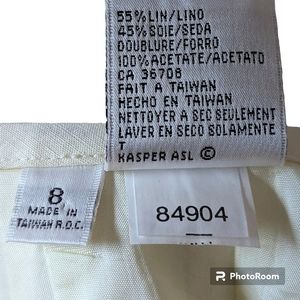 55% LIN/LINO
45% SOIE/SEDA
DOUBLURE/FORRO
100% ACETATE/ACETATO
CA 36708
FAIT A TAIWAN
HECHO EN TAIWAN
NETTOYER A SEC SEULEMENT
LAVER EN SECO SOLAMENTE
T
KASPER ASL ©
8
MADE IN
TAIWAN R.O.C.
84904
PhotoRoom